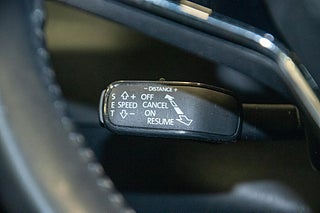 - DISTANCE +
S ⇧+ OFF
E SPEED CANCEL
T ⇩- ON
RESUME